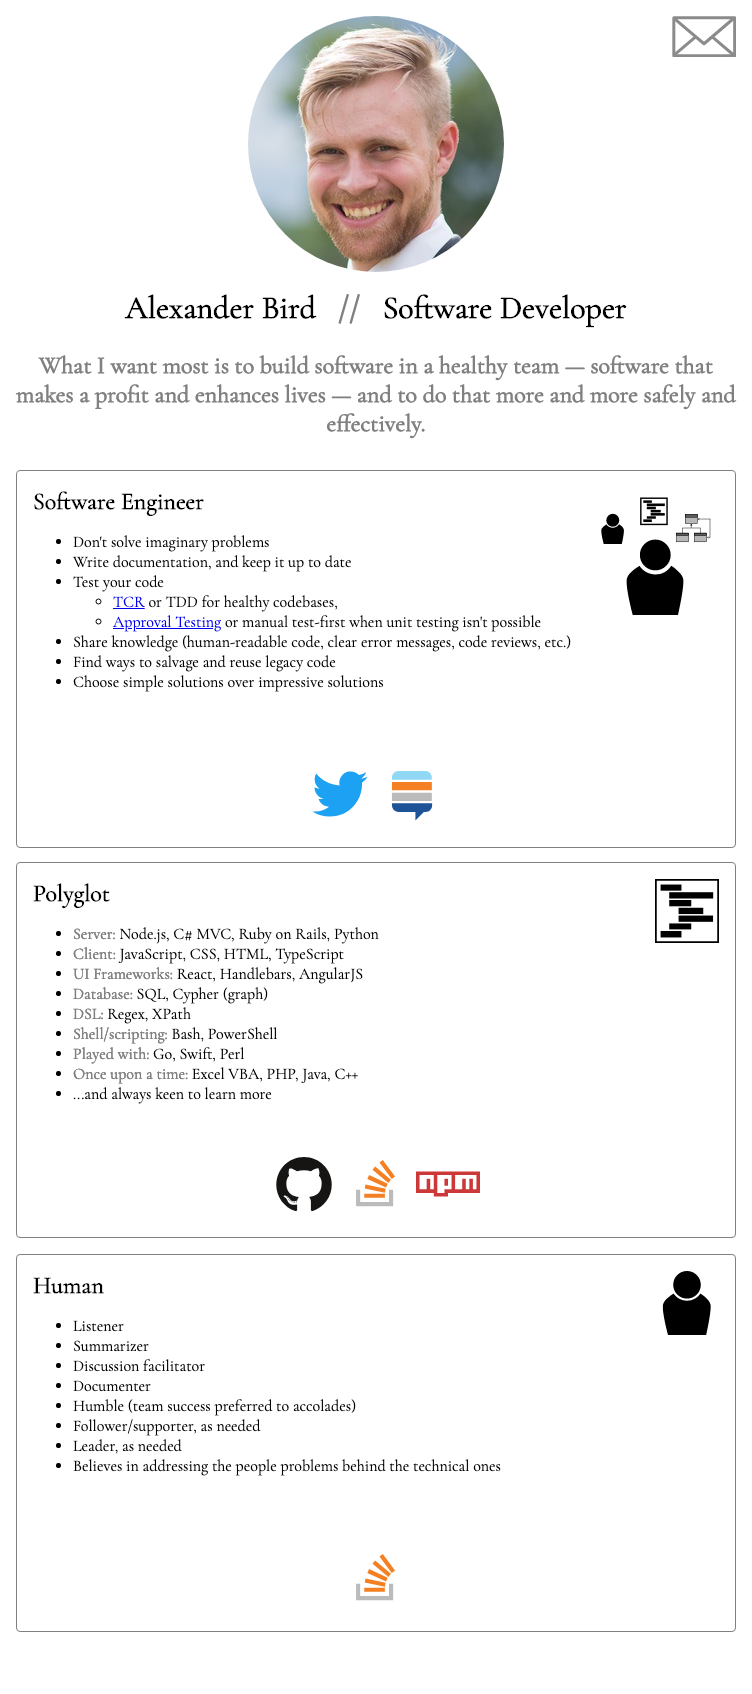 Alexander Bird // Software Developer
What I want most is to build software in a healthy team — software that
makes a profit and enhances lives — and to do that more and more safely and
effectively.
Software Engineer
Don't solve imaginary problems
Write documentation, and keep it up to date
Test your code
TCR or TDD for healthy codebases,
Approval Testing or manual test-first when unit testing isn't possible
Share knowledge (human-readable code, clear error messages, code reviews, etc.)
Find ways to salvage and reuse legacy code
Choose simple solutions over impressive solutions
Polyglot
Server: Node.js, C# MVC, Ruby on Rails, Python
Client: JavaScript, CSS, HTML, TypeScript
UI Frameworks: React, Handlebars, AngularJS
Database: SQL, Cypher (graph)
DSL: Regex, XPath
Shell/scripting: Bash, PowerShell
Played with: Go, Swift, Perl
Once upon a time: Excel VBA, PHP, Java, C++
...and always keen to learn more
npm
Human
Listener
Summarizer
Discussion facilitator
Documenter
Humble (team success preferred to accolades)
Follower/supporter, as needed
Leader, as needed
Believes in addressing the people problems behind the technical ones